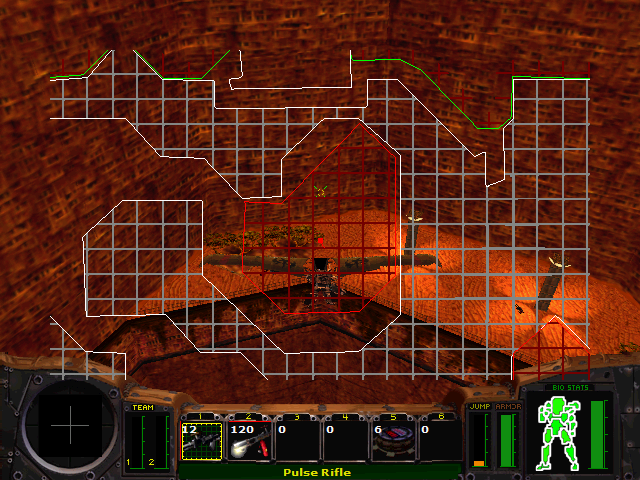 BIO STATS
TEAM
1 2 3 4 5 6
JUMP ARMOR
12 120 0 0 6 0
1 2
Pulse Rifle